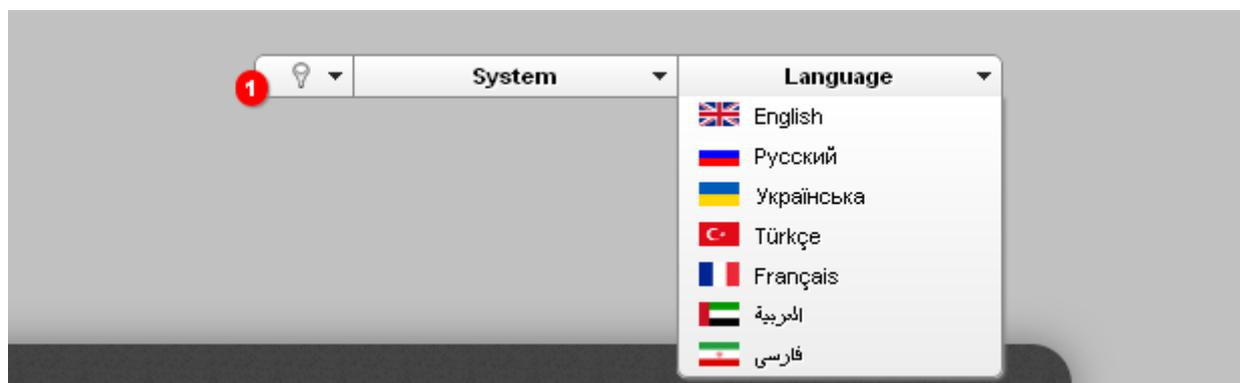 1
System
Language
English
Русский
Українська
Türkçe
Français
العربية
فارسی